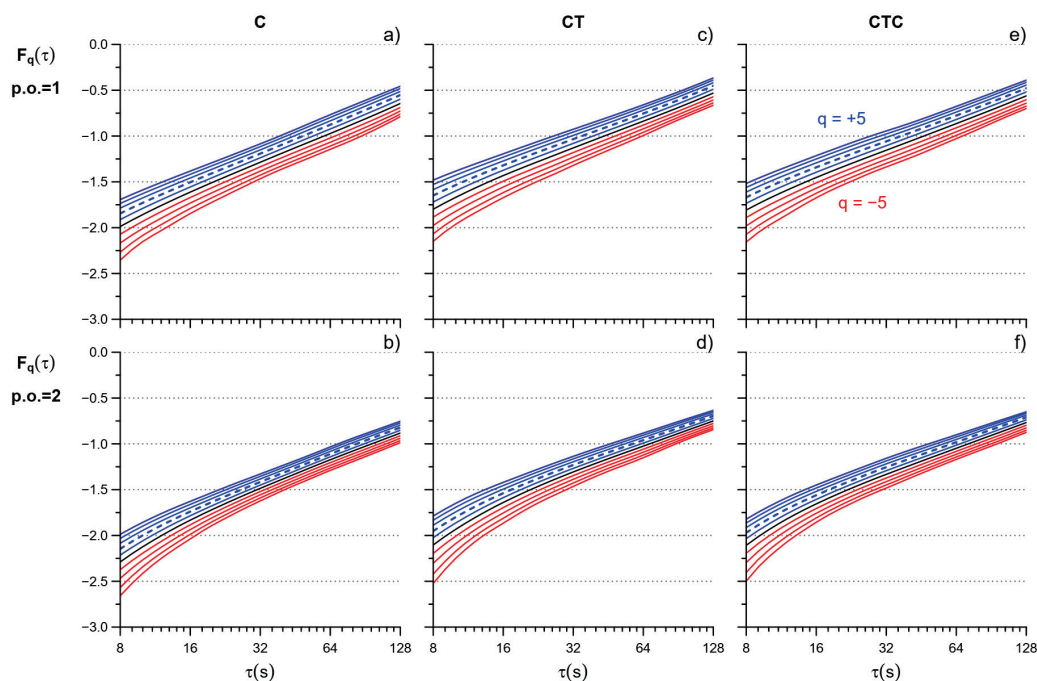 C CT CTC
a) c) e)
F_q(τ)
p.o.=1
0.0
−0.5
−1.0
−1.5
−2.0
−2.5
−3.0
q = +5
q = −5
b) d) f)
F_q(τ)
p.o.=2
0.0
−0.5
−1.0
−1.5
−2.0
−2.5
−3.0
8 16 32 64 128 8 16 32 64 128 8 16 32 64 128
τ(s) τ(s) τ(s)